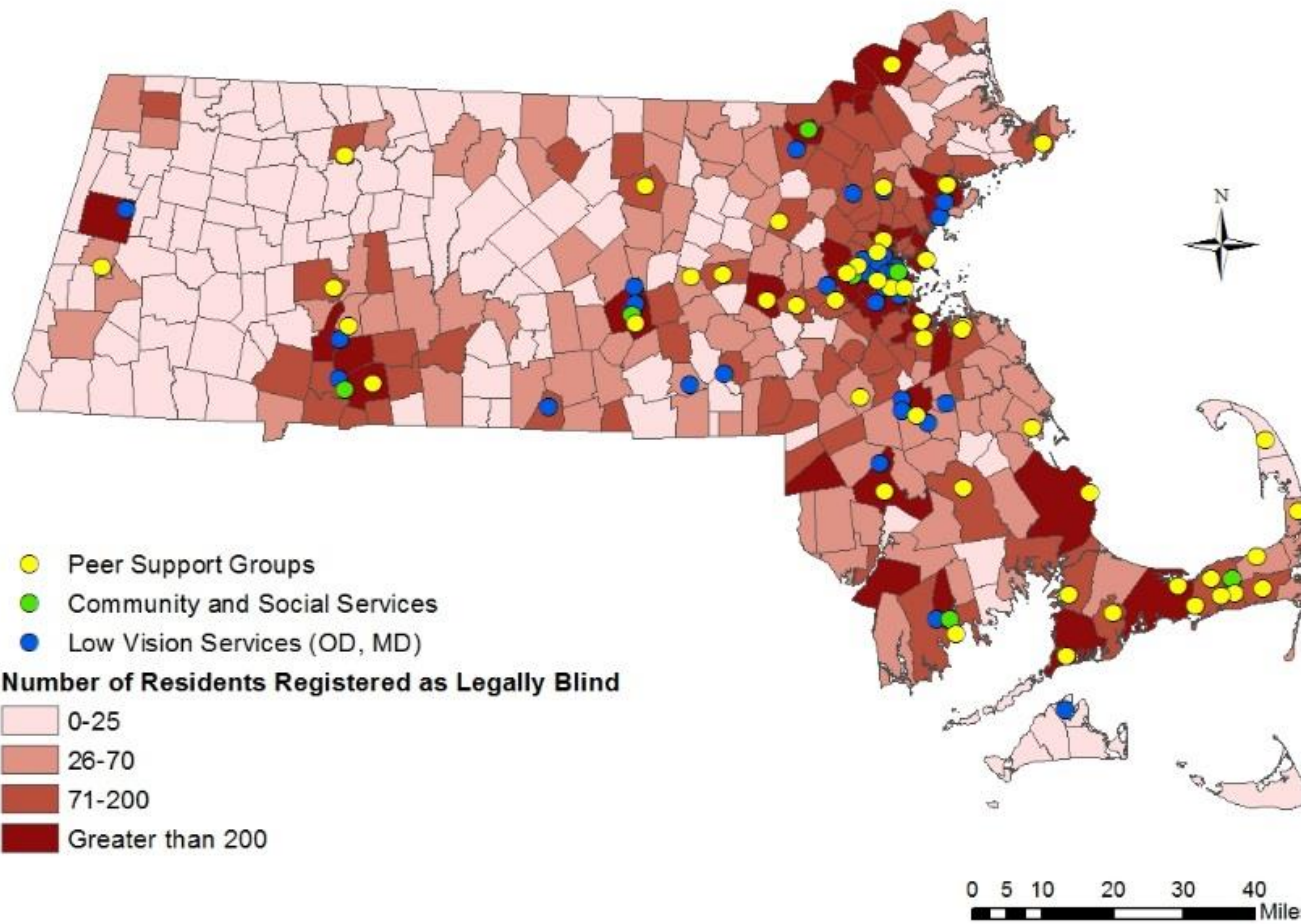 N
Peer Support Groups
Community and Social Services
Low Vision Services (OD, MD)
Number of Residents Registered as Legally Blind
0-25
26-70
71-200
Greater than 200
0 5 10 20 30 40
Mile